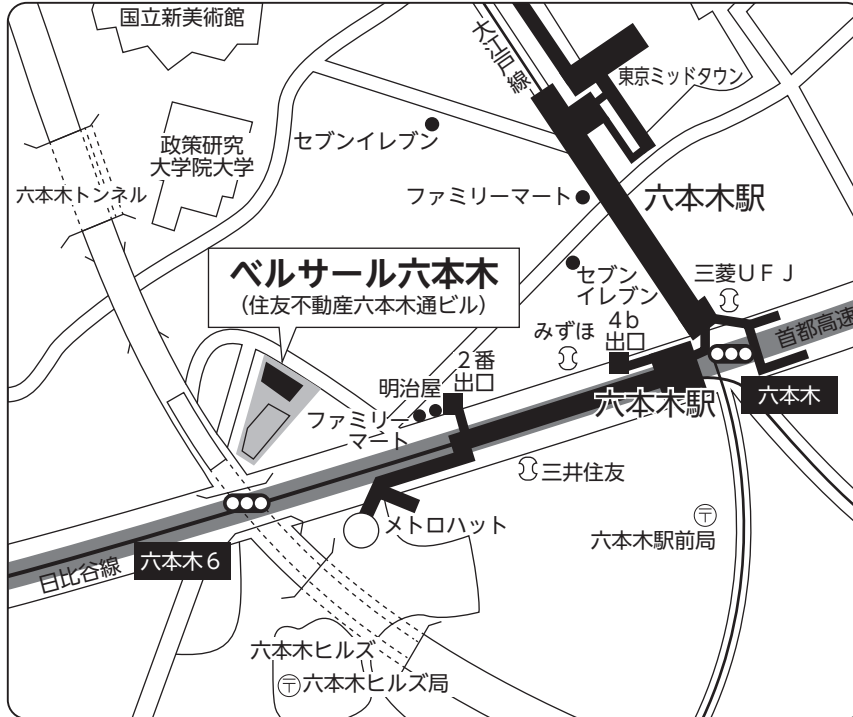 国立新美術館
大江戸線
東京ミッドタウン
政策研究
大学院大学
セブンイレブン
六本木トンネル
ファミリーマート
六本木駅
ベルサール六本木
(住友不動産六本木通ビル)
セブン
イレブン
三菱UFJ
みずほ
4b
出口
首都高速
2番
出口
明治屋
ファミリー
マート
六本木駅
六本木
三井住友
メトロハット
〒
六本木駅前局
六本木6
日比谷線
六本木ヒルズ
〒六本木ヒルズ局